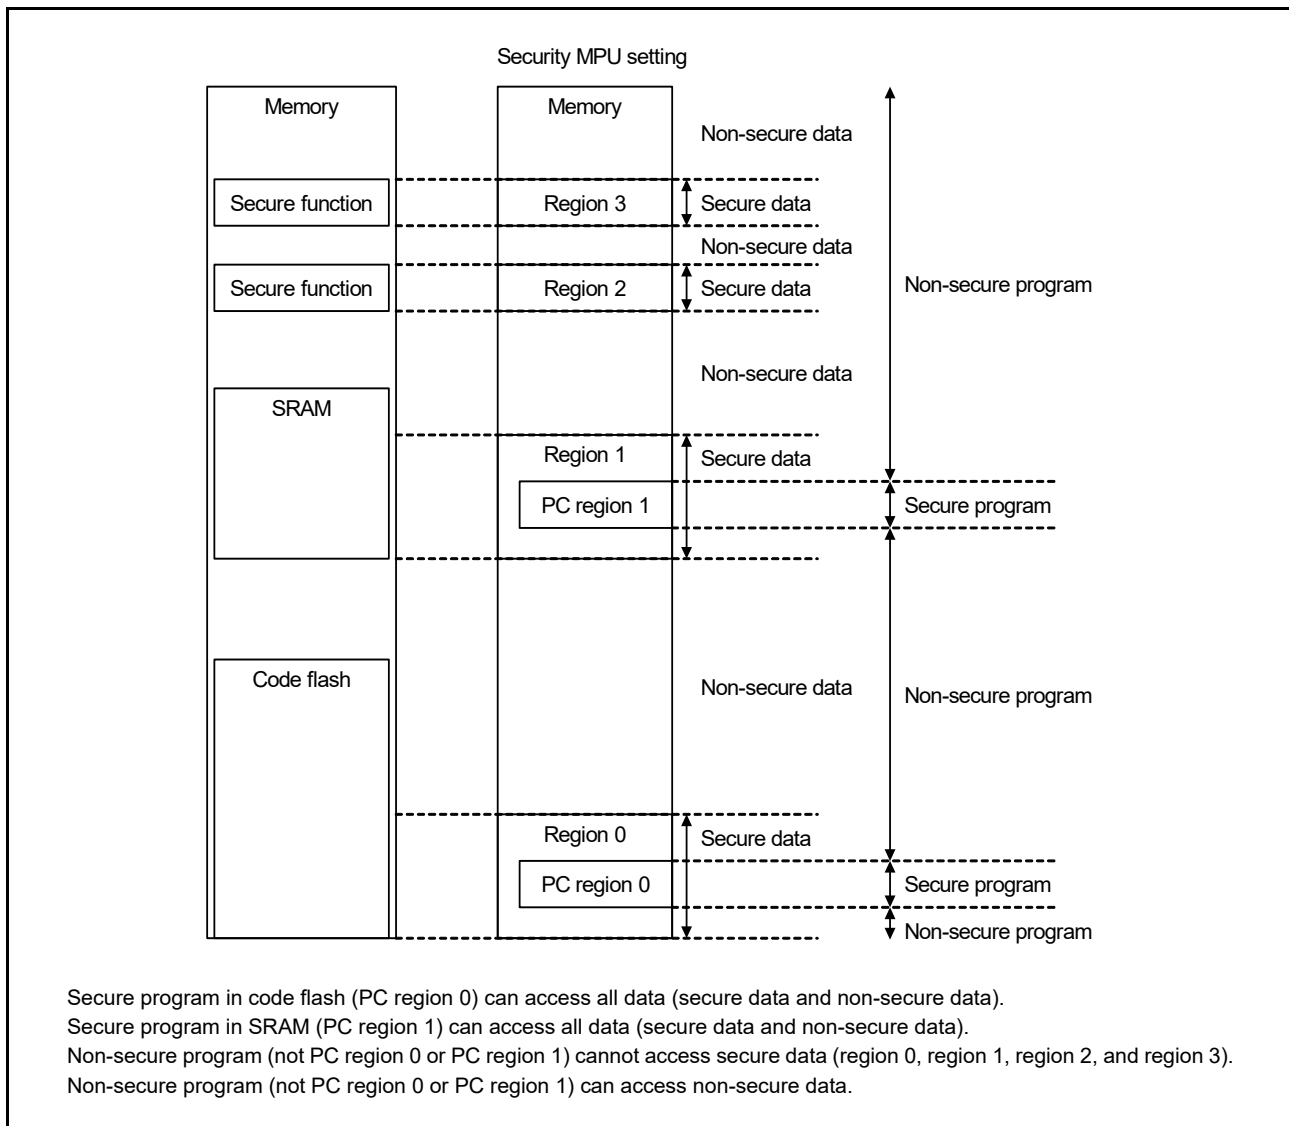 Security MPU setting
Memory
Memory
Non-secure data
Secure function
Region 3
Secure data
Non-secure data
Secure function
Region 2
Secure data
Non-secure program
Non-secure data
SRAM
Region 1
Secure data
PC region 1
Secure program
Code flash
Non-secure data
Non-secure program
Region 0
Secure data
PC region 0
Secure program
Non-secure program
Secure program in code flash (PC region 0) can access all data (secure data and non-secure data).
Secure program in SRAM (PC region 1) can access all data (secure data and non-secure data).
Non-secure program (not PC region 0 or PC region 1) cannot access secure data (region 0, region 1, region 2, and region 3).
Non-secure program (not PC region 0 or PC region 1) can access non-secure data.